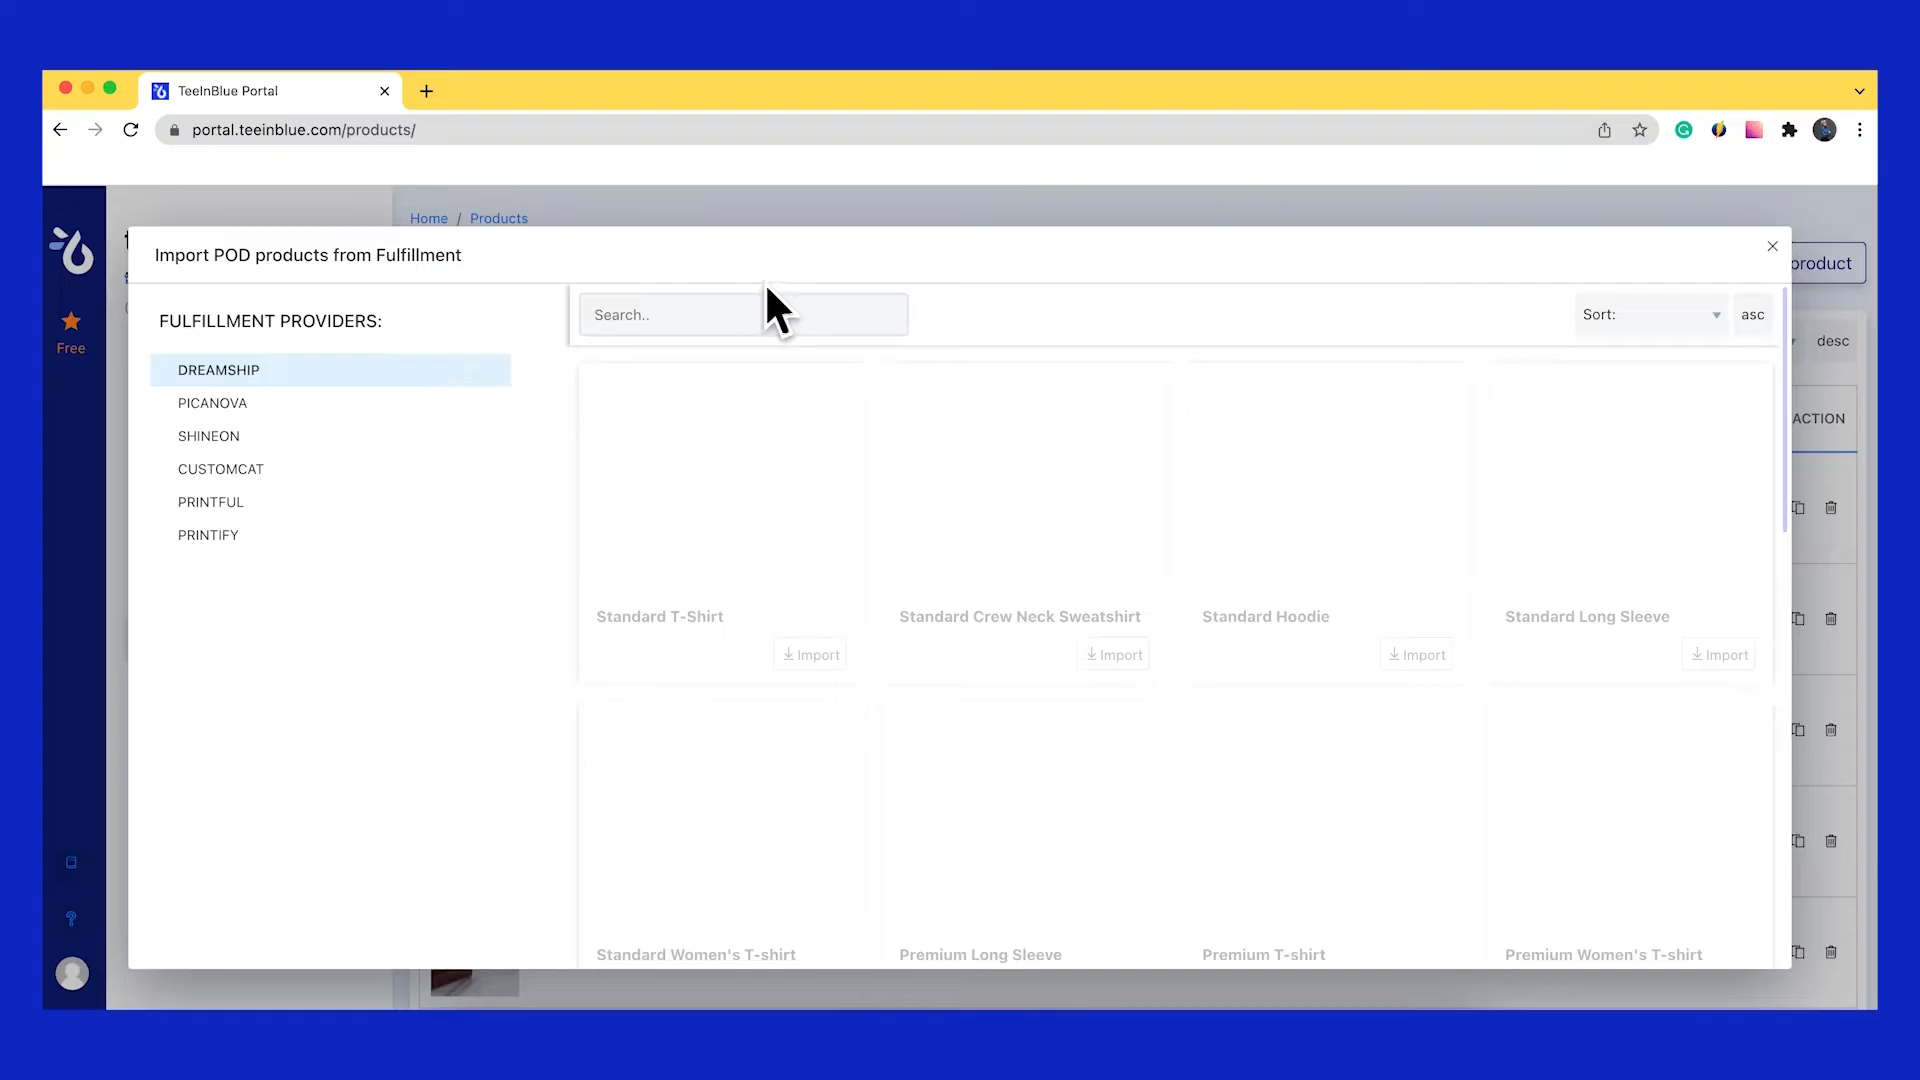 TeeInBlue Portal
portal.teeinblue.com/products/
Home / Products
Import POD products from Fulfillment
product
FULFILLMENT PROVIDERS:
Search..
Sort:
asc
Free
desc
DREAMSHIP
PICANOVA
ACTION
SHINEON
CUSTOMCAT
PRINTFUL
PRINTIFY
Standard T-Shirt
Import
Standard Crew Neck Sweatshirt
Import
Standard Hoodie
Import
Standard Long Sleeve
Import
Standard Women's T-shirt
Premium Long Sleeve
Premium T-shirt
Premium Women's T-shirt